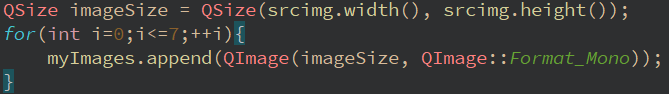 QSize imageSize = QSize(srcimg.width(), srcimg.height());
for(int i=0;i<=7;++i){
    myImages.append(QImage(imageSize, QImage::Format_Mono));
}